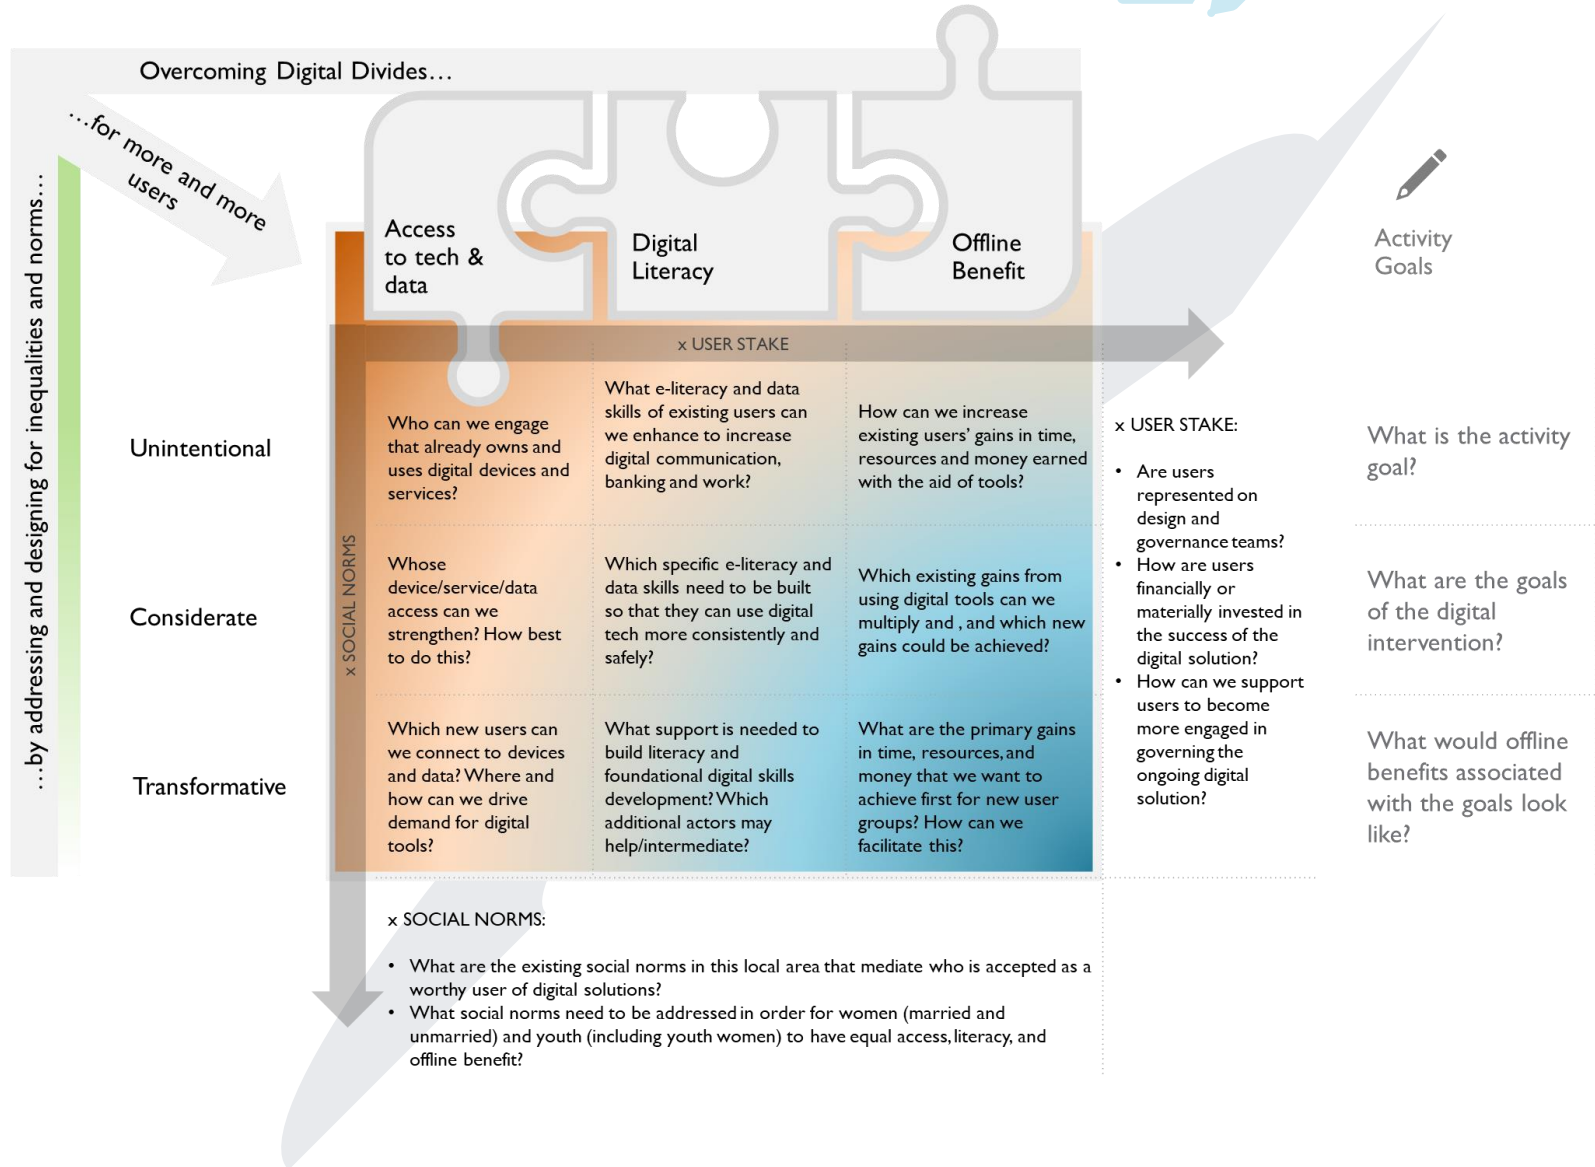 Overcoming Digital Divides…
…for more and more
users
…by addressing and designing for inequalities and norms…
Access
to tech &
data
Digital
Literacy
Offline
Benefit
Activity
Goals
x USER STAKE
x SOCIAL NORMS
Unintentional
Who can we engage
that already owns and
uses digital devices and
services?
What e-literacy and data
skills of existing users can
we enhance to increase
digital communication,
banking and work?
How can we increase
existing users’ gains in time,
resources and money earned
with the aid of tools?
What is the activity
goal?
Considerate
Whose
device/service/data
access can we
strengthen? How best
to do this?
Which specific e-literacy and
data skills need to be built
so that they can use digital
tech more consistently and
safely?
Which existing gains from
using digital tools can we
multiply and , and which new
gains could be achieved?
What are the goals
of the digital
intervention?
Transformative
Which new users can
we connect to devices
and data? Where and
how can we drive
demand for digital
tools?
What support is needed to
build literacy and
foundational digital skills
development? Which
additional actors may
help/intermediate?
What are the primary gains
in time, resources, and
money that we want to
achieve first for new user
groups? How can we
facilitate this?
What would offline
benefits associated
with the goals look
like?
x USER STAKE:
• Are users
represented on
design and
governance teams?
• How are users
financially or
materially invested in
the success of the
digital solution?
• How can we support
users to become
more engaged in
governing the
ongoing digital
solution?
x SOCIAL NORMS:
• What are the existing social norms in this local area that mediate who is accepted as a
worthy user of digital solutions?
• What social norms need to be addressed in order for women (married and
unmarried) and youth (including youth women) to have equal access, literacy, and
offline benefit?